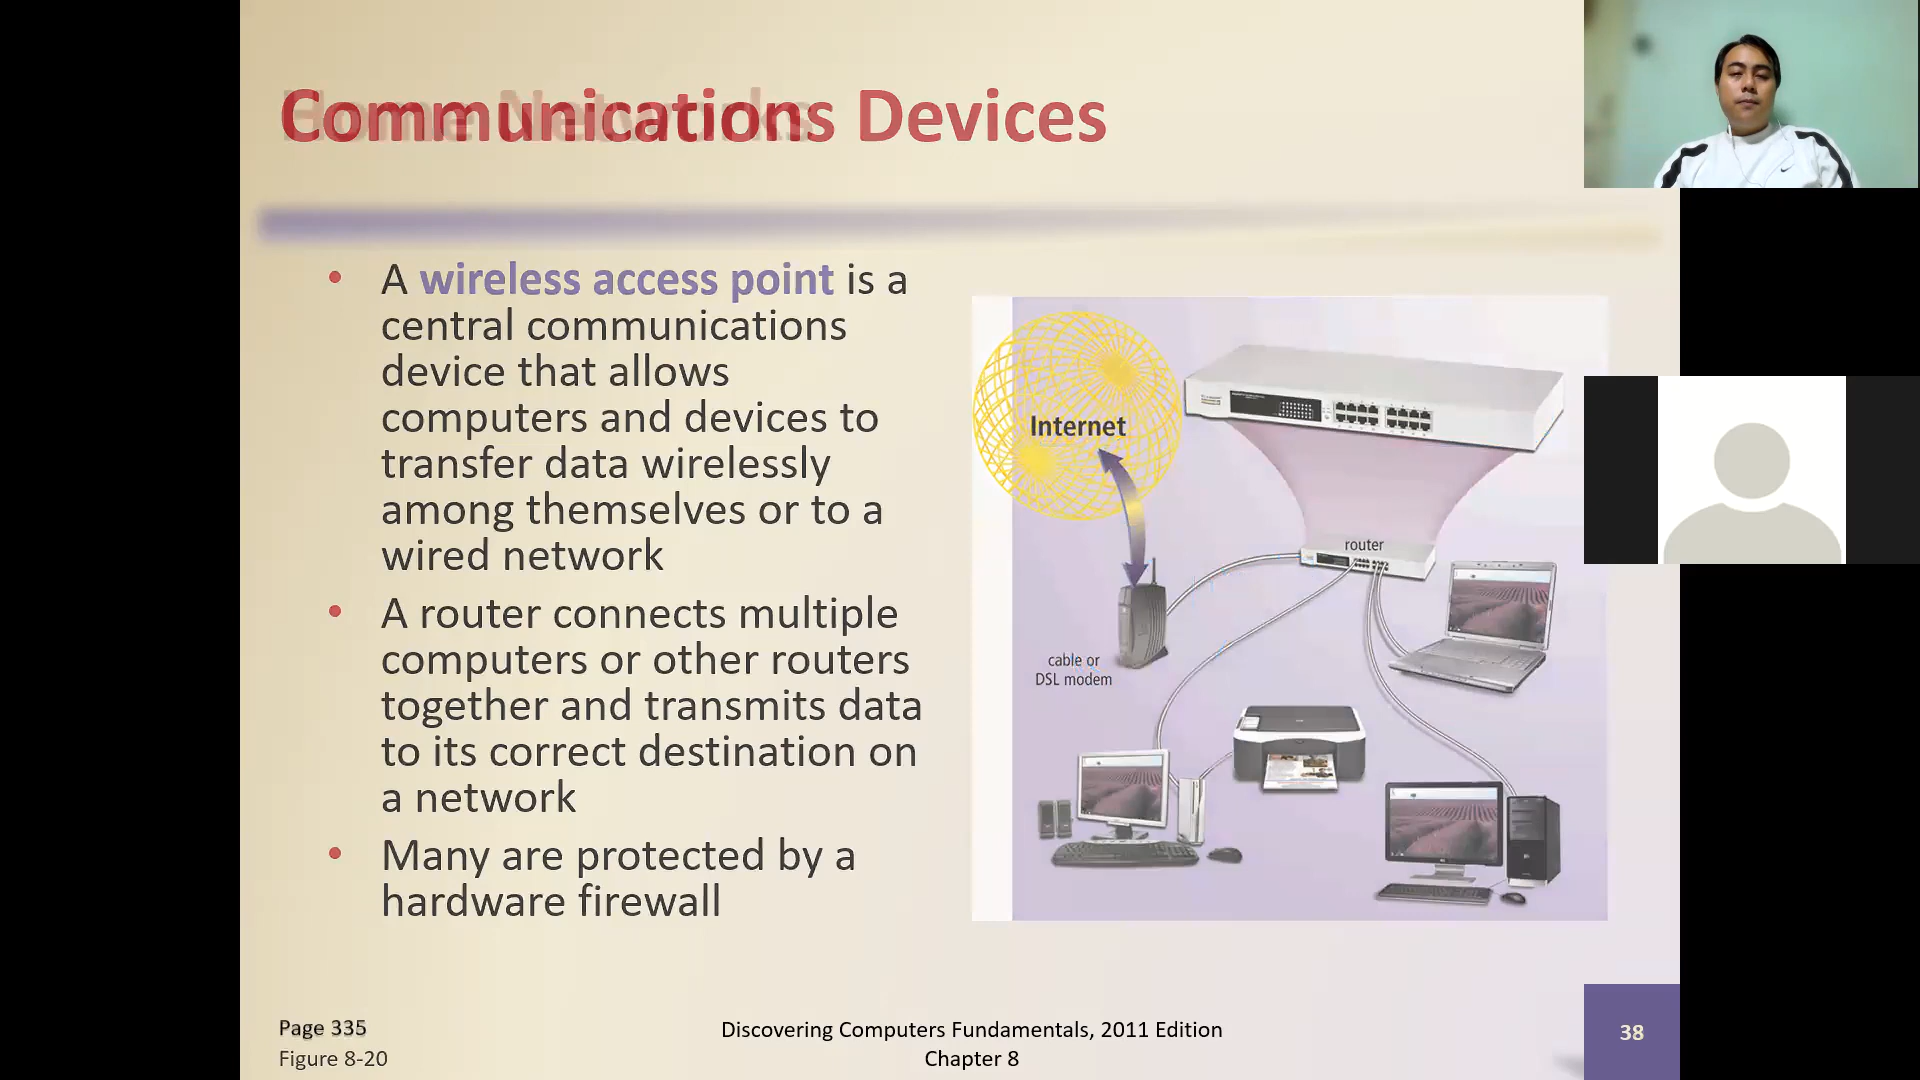 Communications Devices
Home Networks
• A wireless access point is a
central communications
device that allows
computers and devices to
transfer data wirelessly
among themselves or to a
wired network
• A router connects multiple
computers or other routers
together and transmits data
to its correct destination on
a network
• Many are protected by a
hardware firewall
Internet
router
cable or
DSL modem
Page 335
Figure 8-20
Discovering Computers Fundamentals, 2011 Edition
Chapter 8
38